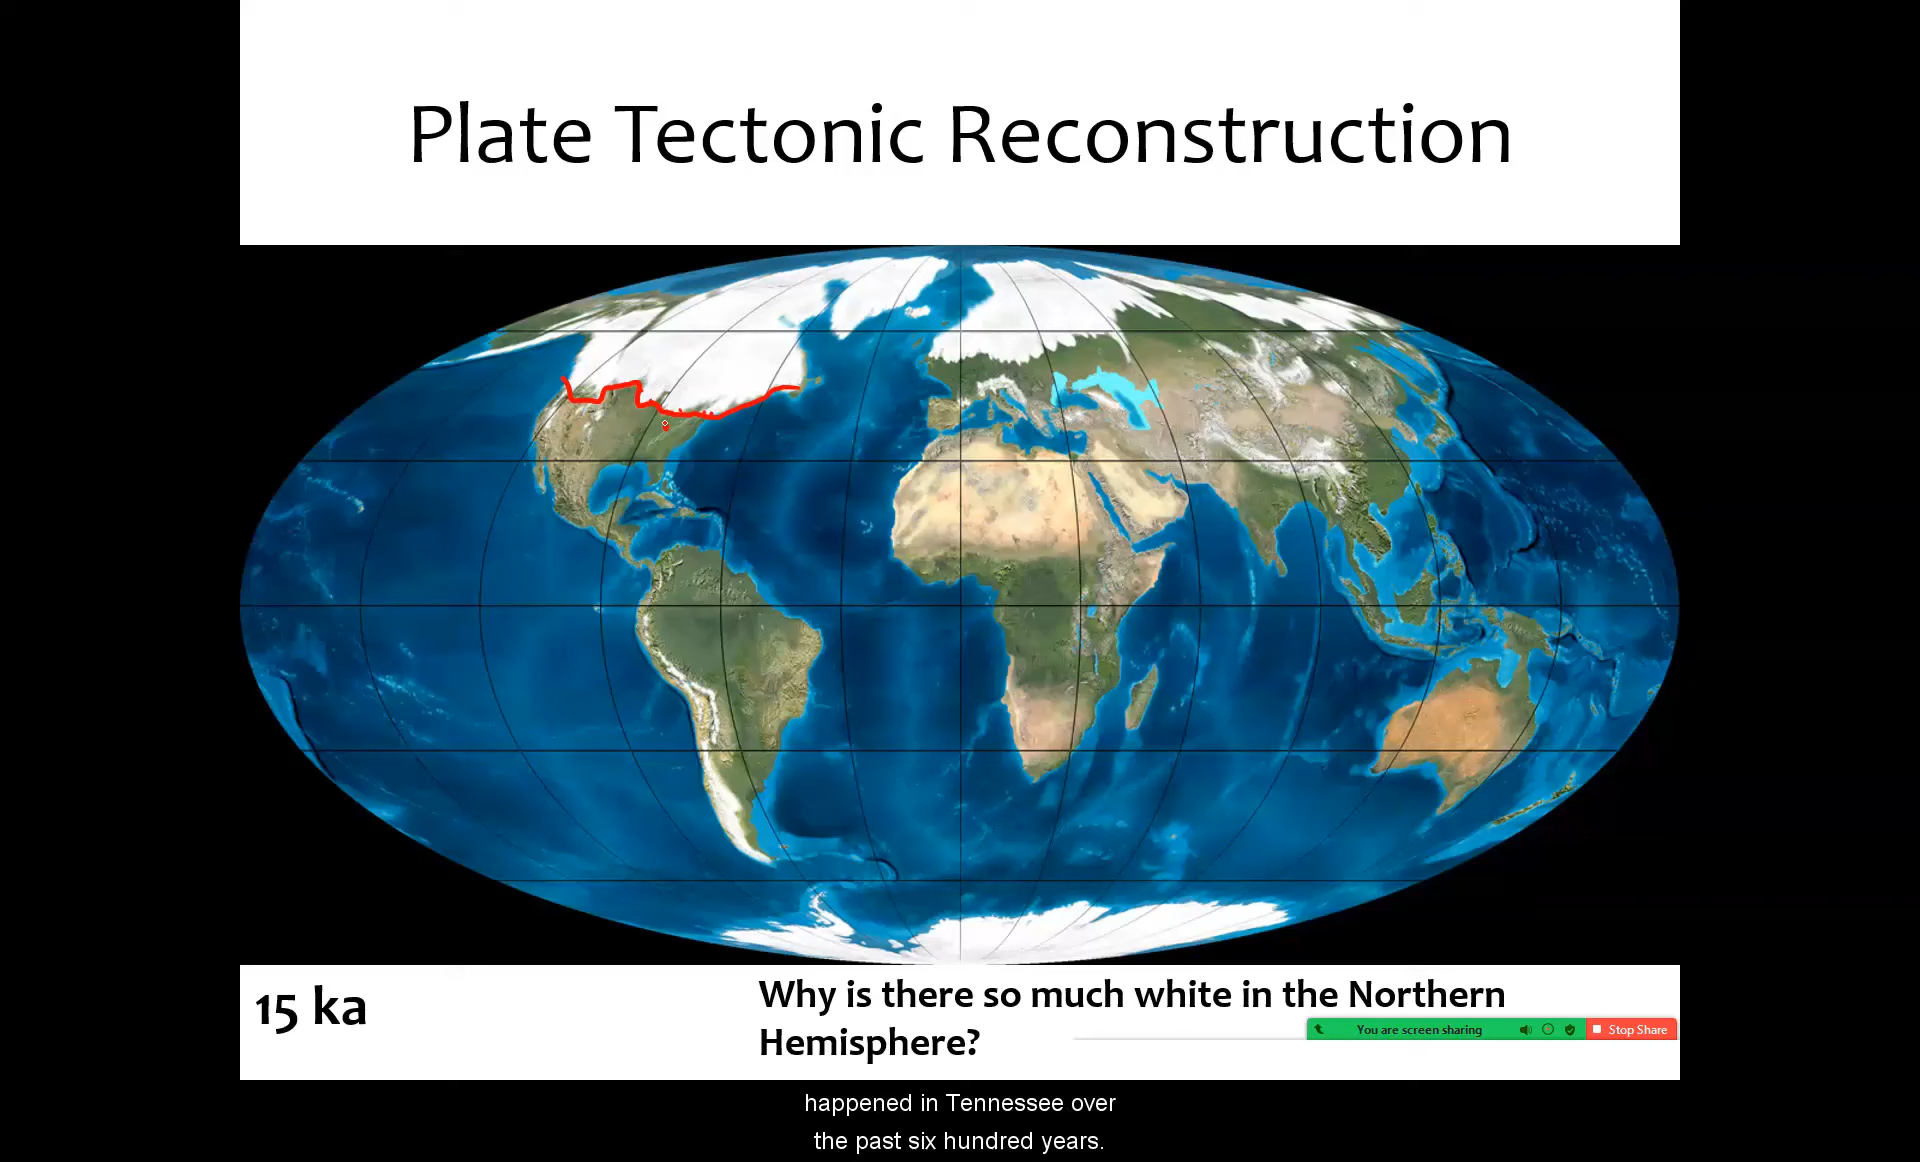 Plate Tectonic Reconstruction
15 ka
Why is there so much white in the Northern
Hemisphere?
You are screen sharing
Stop Share
happened in Tennessee over
the past six hundred years.